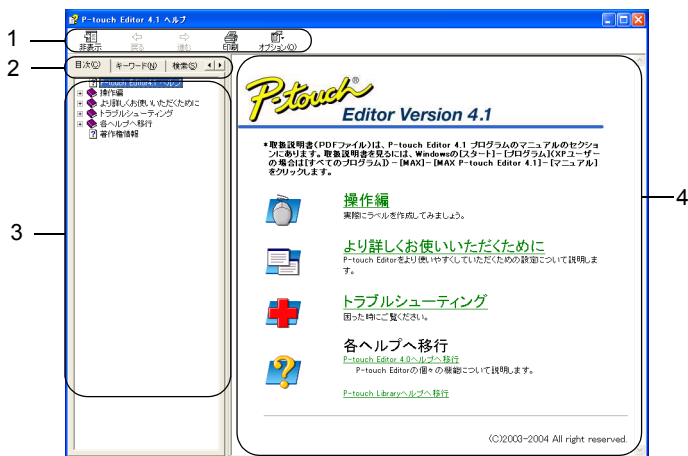 P-touch Editor 4.1 ヘルプ
1
非表示 戻る 進む 印刷 オプション(O)
2
目次(C) キーワード(N) 検索(S)
P-touch Editor4.1 ヘルプ
操作編
より詳しくお使いいただくために
トラブルシューティング
各ヘルプへ移行
著作権情報
3
4
P-touch
Editor Version 4.1
*取扱説明書(PDFファイル)は、P-touch Editor 4.1 プログラムのマニュアルのセクショ
ンにあります。取扱説明書を見るには、Windowsの[スタート]-[プログラム](XPユーザー
の場合は[すべてのプログラム])-[MAX]-[MAX P-touch Editor 4.1]-[マニュアル]
をクリックします。
操作編
実際にラベルを作成してみましょう。
より詳しくお使いいただくために
P-touch Editorをより使いやすくしていただくための設定について説明しま
す。
トラブルシューティング
困った時にご覧ください。
各ヘルプへ移行
P-touch Editor 4.0ヘルプへ移行
P-touch Editorの個々の機能について説明します。
P-touch Libraryヘルプへ移行
(C)2003-2004 All right reserved.